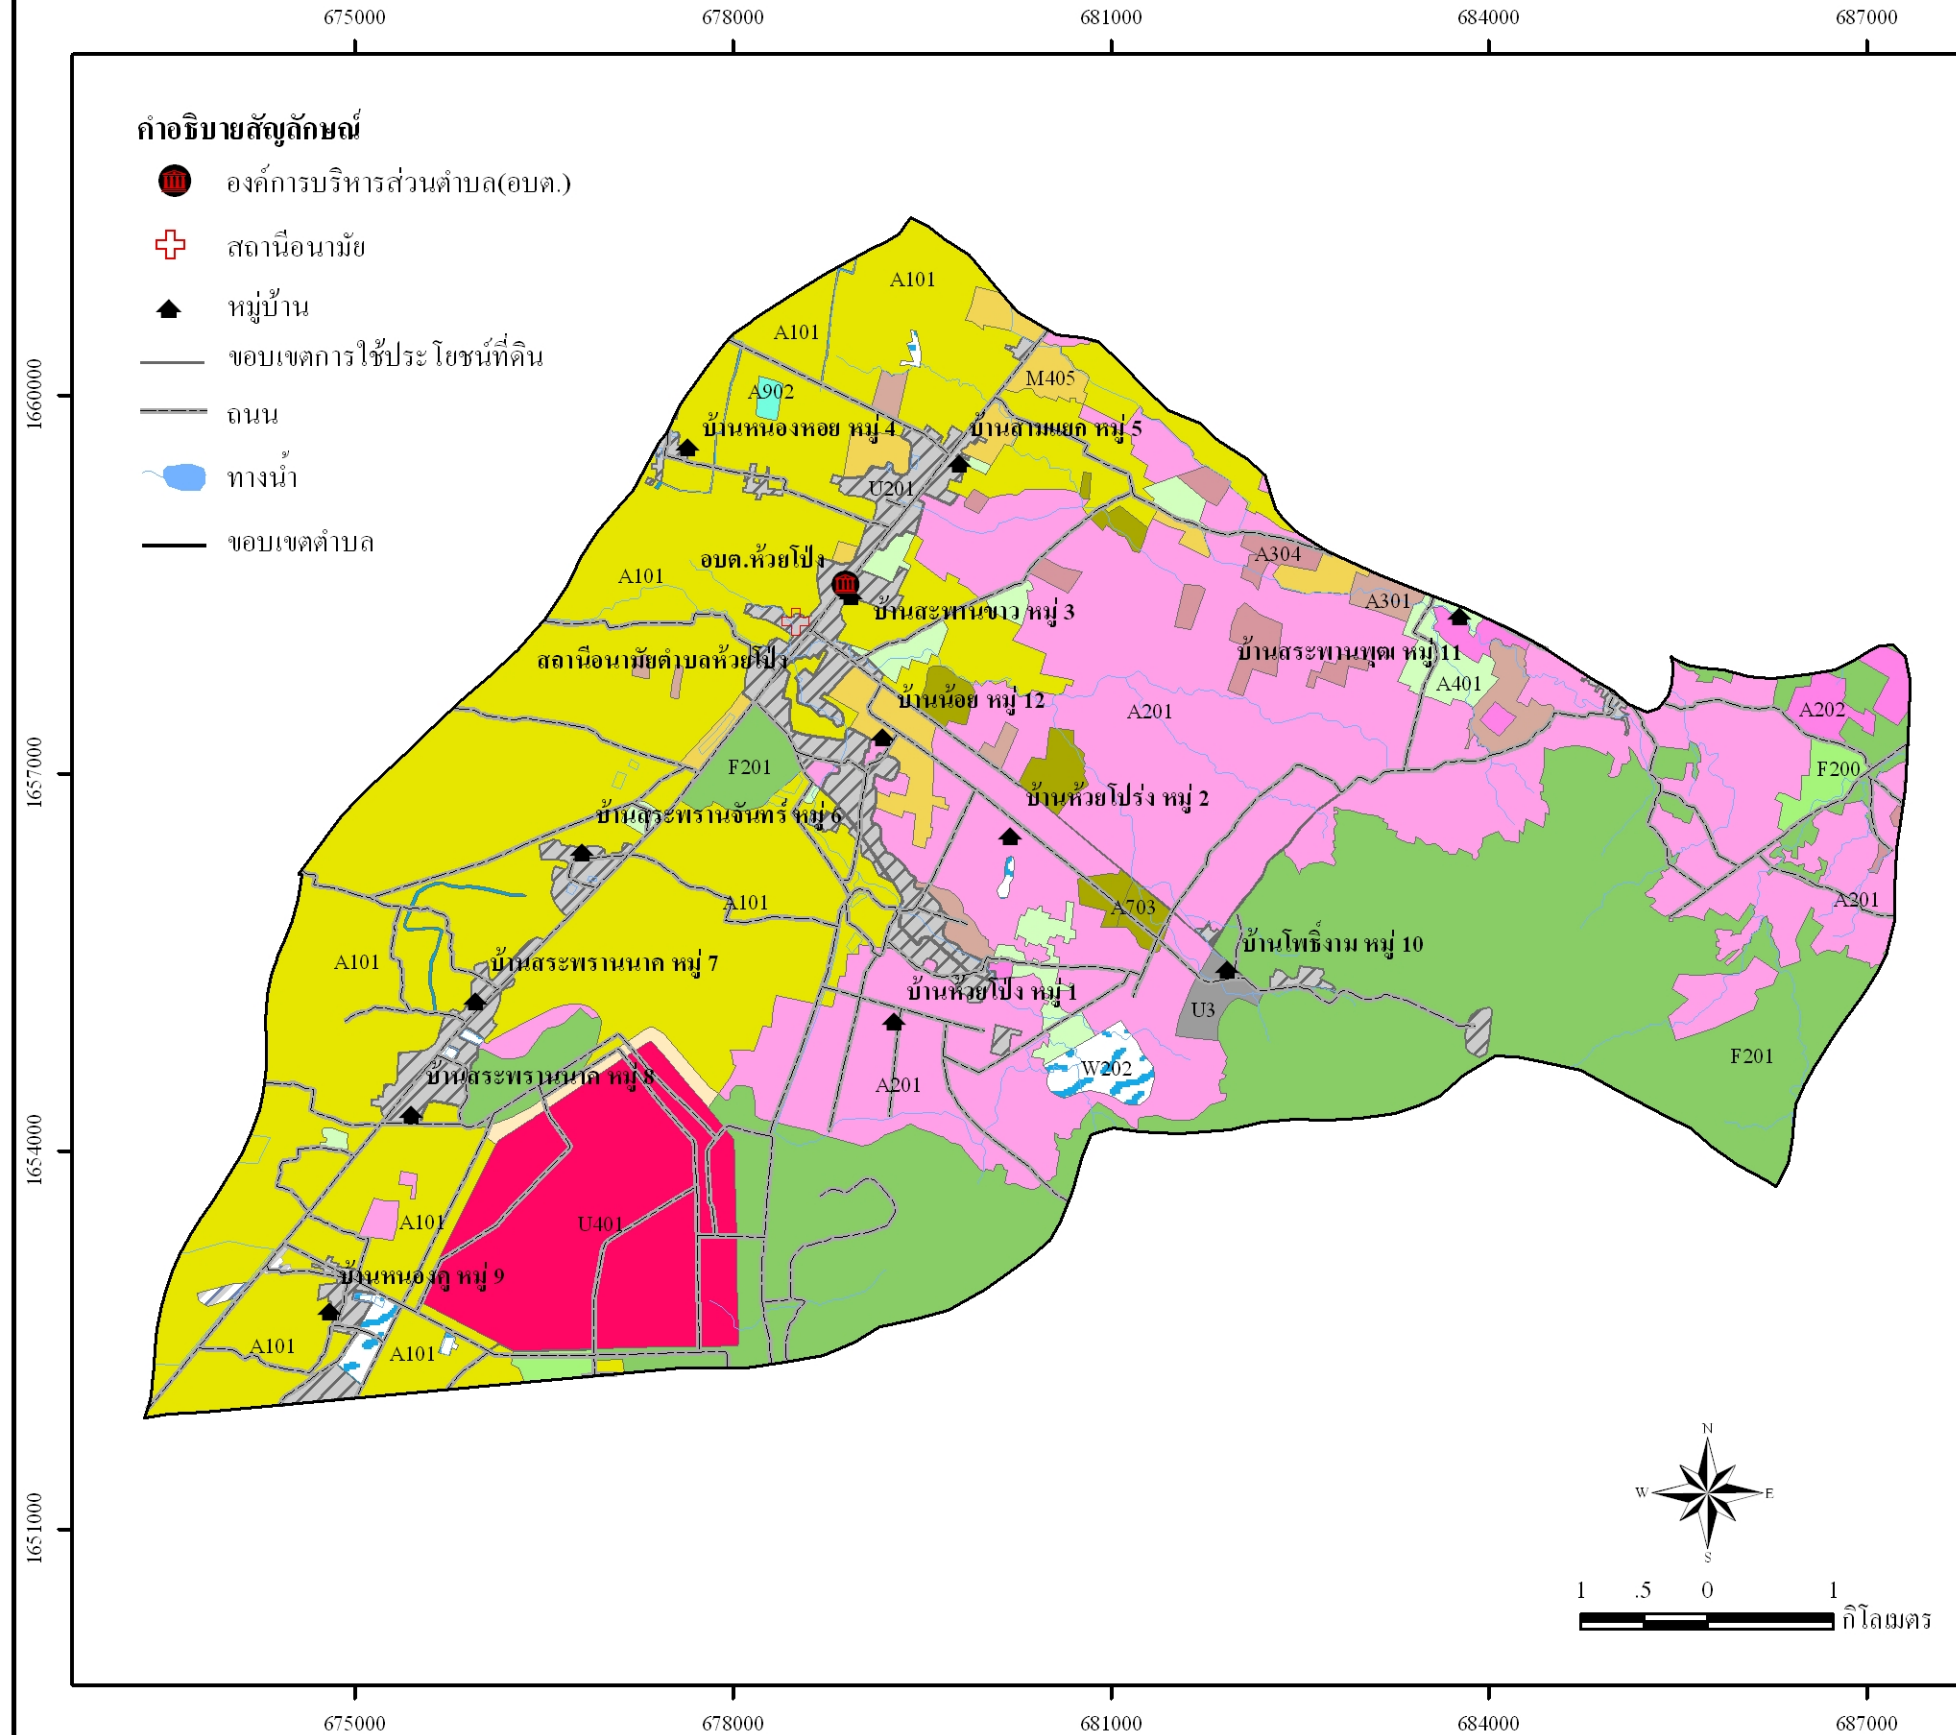 675000 678000 681000 684000 687000
คำอธิบายสัญลักษณ์
องค์การบริหารส่วนตำบล(อบต.)
สถานีอนามัย
หมู่บ้าน
ขอบเขตการใช้ประโยชน์ที่ดิน
ถนน
ทางน้ำ
ขอบเขตตำบล
1660000
1657000
1654000
1651000
A101
A101
M405
A902
บ้านหนองหอย หมู่ 4
บ้านสามแยก หมู่ 5
U201
อบต.ห้วยโป่ง
A304
A101
A301
บ้านสะพานขาว หมู่ 3
สถานีอนามัยตำบลห้วยโป่ง
บ้านสระพานพุฒ หมู่ 11
A401
บ้านน้อย หมู่ 12
A201
A202
F201
F200
บ้านห้วยโปร่ง หมู่ 2
บ้านสระพรานจันทร์ หมู่ 6
A101
A703
A201
บ้านโพธิ์งาม หมู่ 10
A101
บ้านสระพรานนาค หมู่ 7
บ้านห้วยโป่ง หมู่ 1
U3
F201
บ้านสระพรานนาค หมู่ 8
A201
W202
A101
U401
บ้านหนองคู หมู่ 9
A101
A101
N
W E
S
1 .5 0 1
กิโลเมตร
675000 678000 681000 684000 687000